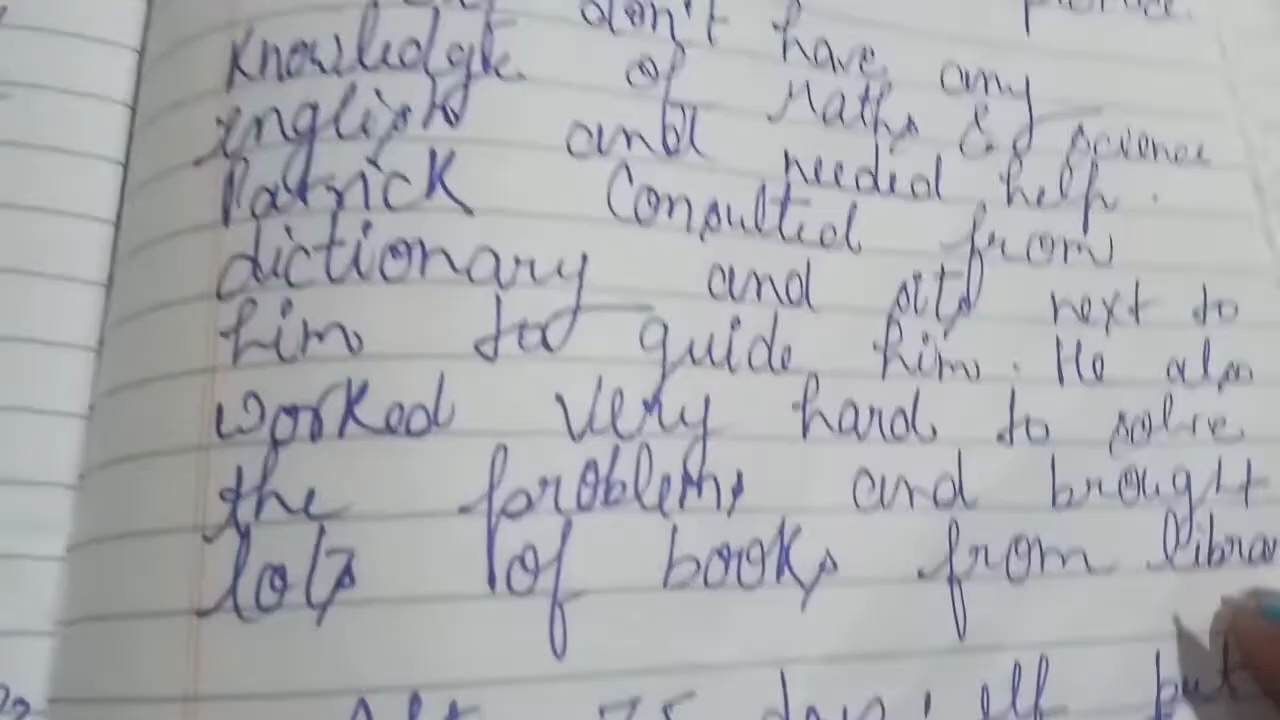 don't have any
knowledge of Maths & science
english and needed help.
Patrick Consulted from
dictionary and sits next to
him to guide him. He also
worked very hard to solve
the problems and brought
lots of books from libra
but